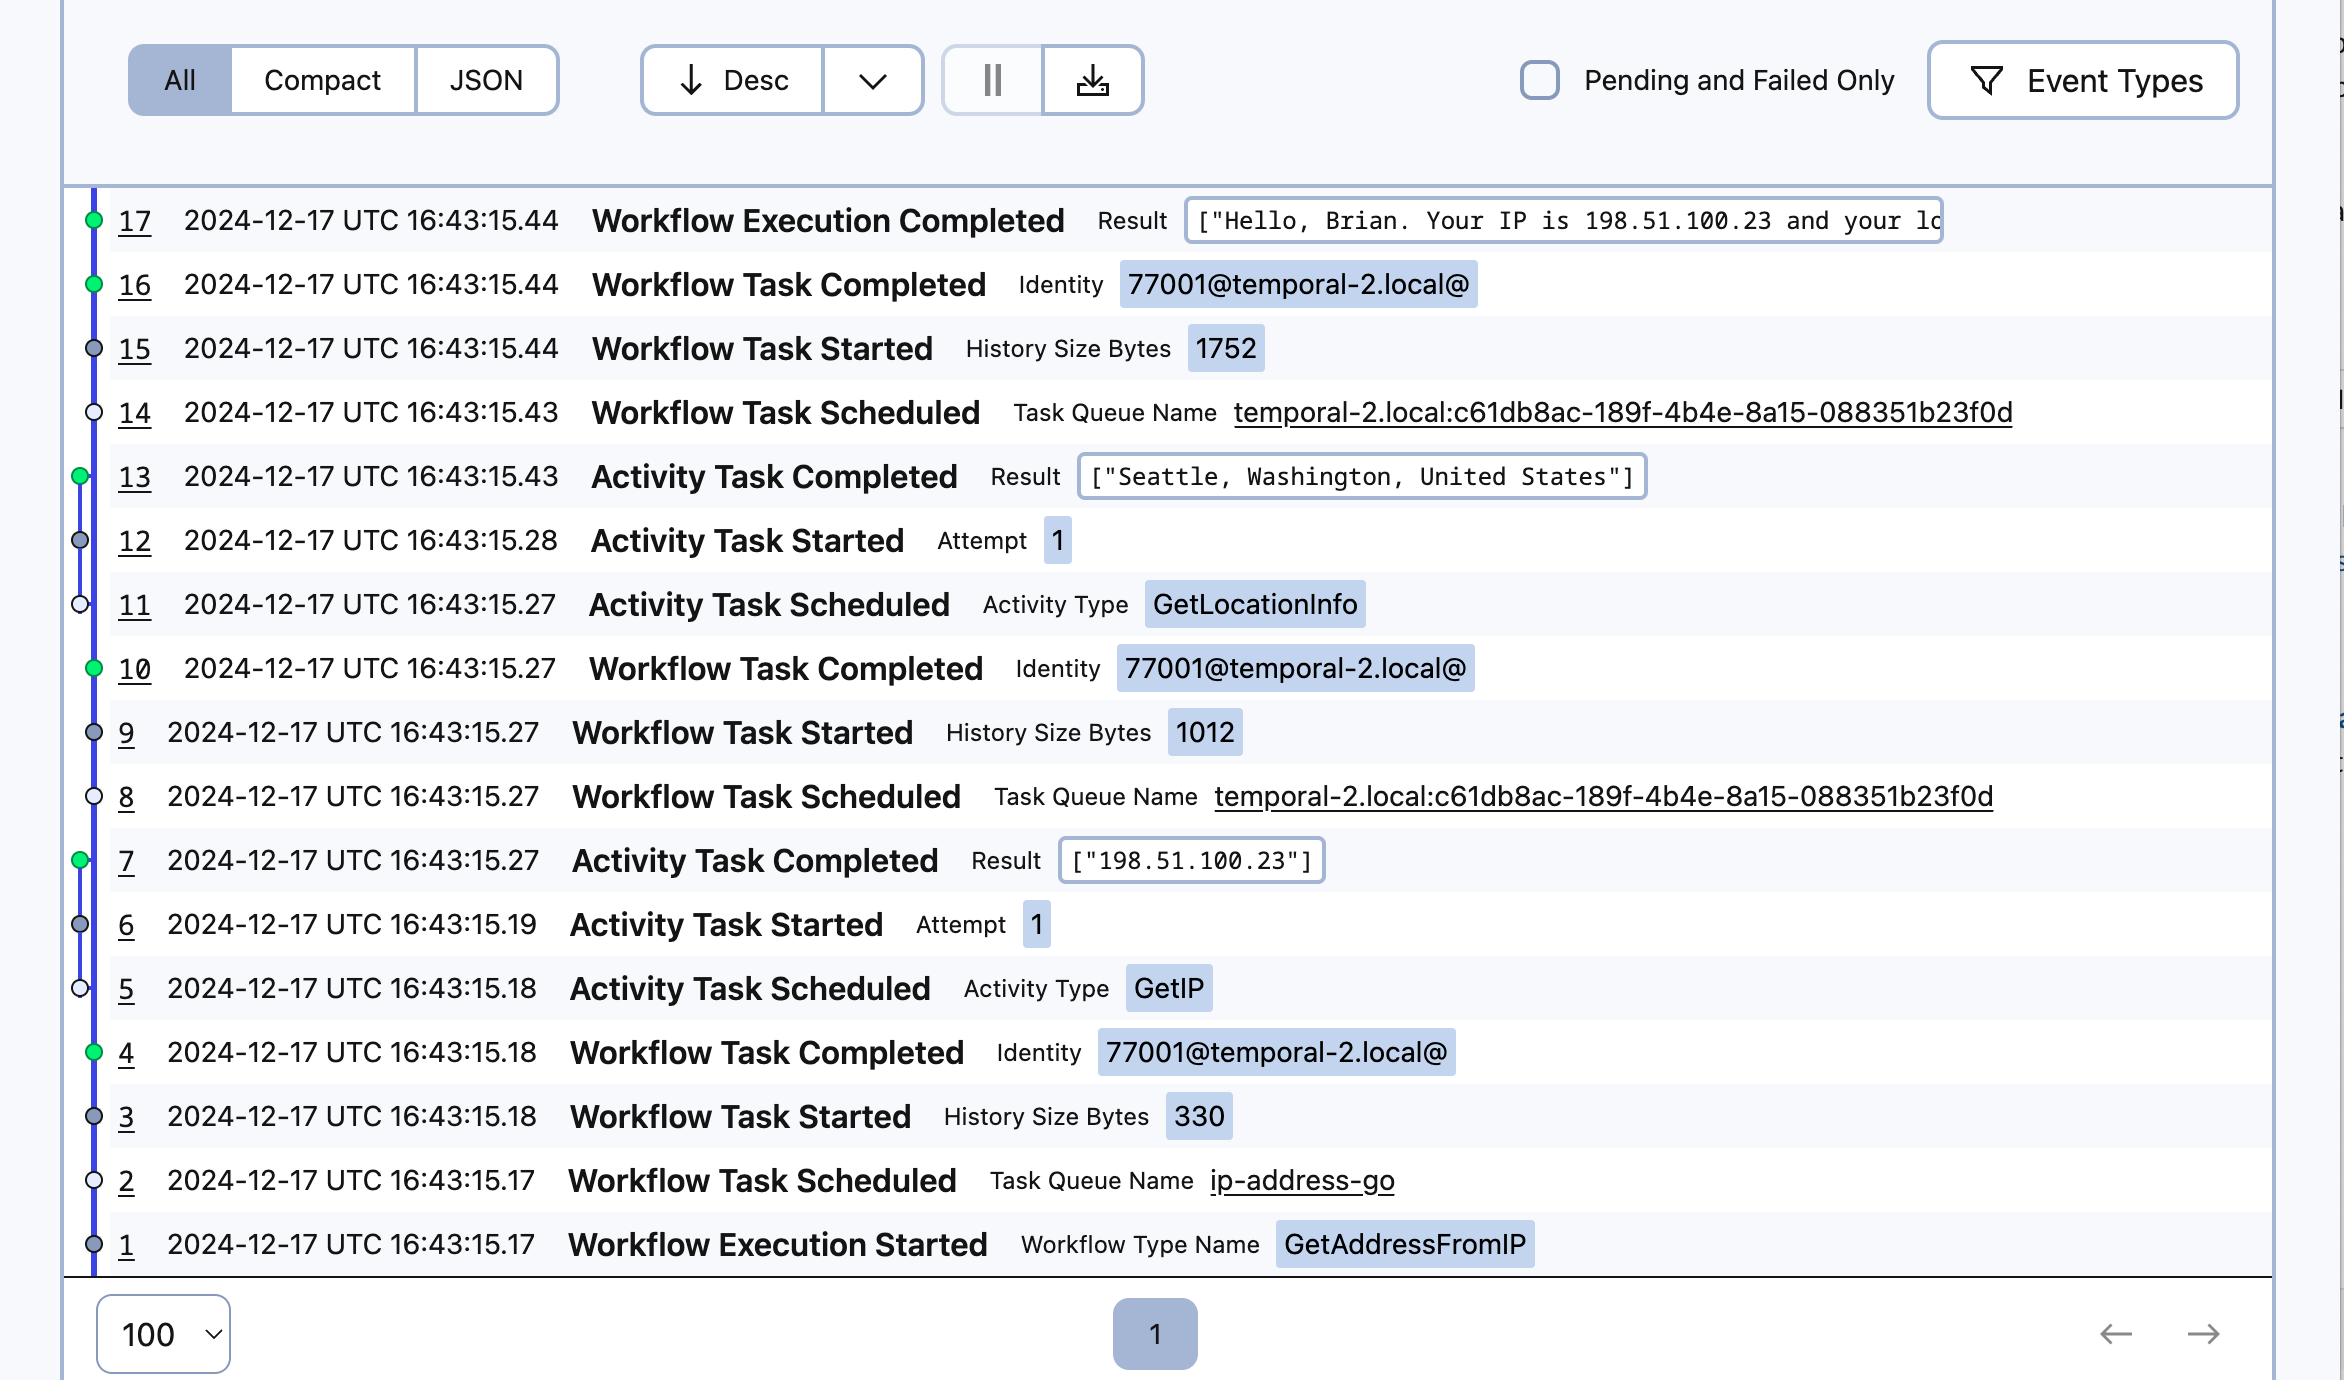 All Compact JSON Desc Pending and Failed Only Event Types
17 2024-12-17 UTC 16:43:15.44 Workflow Execution Completed Result ["Hello, Brian. Your IP is 198.51.100.23 and your lo
16 2024-12-17 UTC 16:43:15.44 Workflow Task Completed Identity 77001@temporal-2.local@
15 2024-12-17 UTC 16:43:15.44 Workflow Task Started History Size Bytes 1752
14 2024-12-17 UTC 16:43:15.43 Workflow Task Scheduled Task Queue Name temporal-2.local:c61db8ac-189f-4b4e-8a15-088351b23f0d
13 2024-12-17 UTC 16:43:15.43 Activity Task Completed Result ["Seattle, Washington, United States"]
12 2024-12-17 UTC 16:43:15.28 Activity Task Started Attempt 1
11 2024-12-17 UTC 16:43:15.27 Activity Task Scheduled Activity Type GetLocationInfo
10 2024-12-17 UTC 16:43:15.27 Workflow Task Completed Identity 77001@temporal-2.local@
9 2024-12-17 UTC 16:43:15.27 Workflow Task Started History Size Bytes 1012
8 2024-12-17 UTC 16:43:15.27 Workflow Task Scheduled Task Queue Name temporal-2.local:c61db8ac-189f-4b4e-8a15-088351b23f0d
7 2024-12-17 UTC 16:43:15.27 Activity Task Completed Result ["198.51.100.23"]
6 2024-12-17 UTC 16:43:15.19 Activity Task Started Attempt 1
5 2024-12-17 UTC 16:43:15.18 Activity Task Scheduled Activity Type GetIP
4 2024-12-17 UTC 16:43:15.18 Workflow Task Completed Identity 77001@temporal-2.local@
3 2024-12-17 UTC 16:43:15.18 Workflow Task Started History Size Bytes 330
2 2024-12-17 UTC 16:43:15.17 Workflow Task Scheduled Task Queue Name ip-address-go
1 2024-12-17 UTC 16:43:15.17 Workflow Execution Started Workflow Type Name GetAddressFromIP
100 1